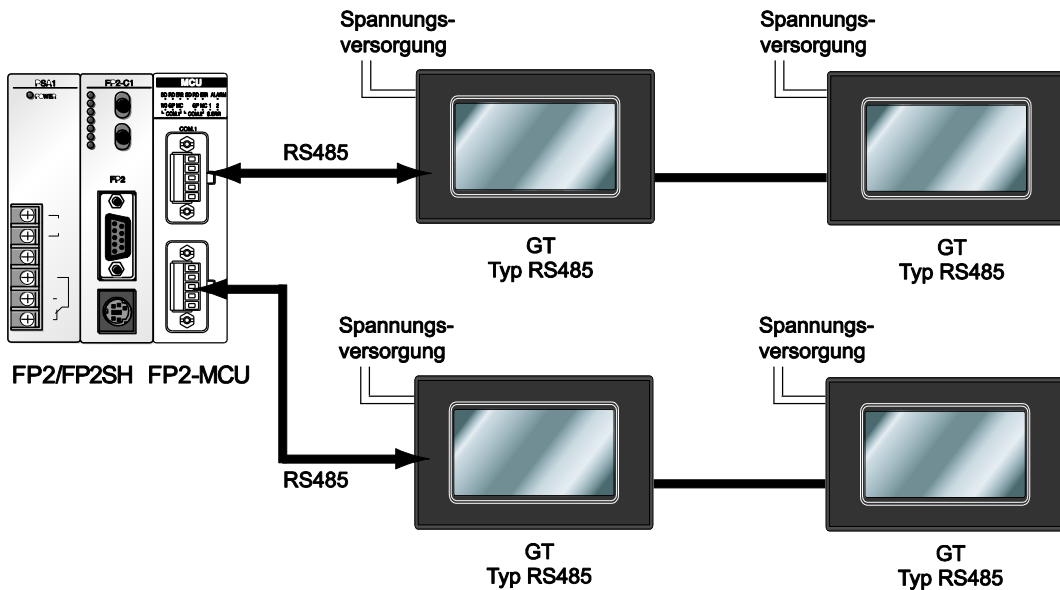 Spannungs-
versorgung
Spannungs-
versorgung
PSA1
POWER
FP2-C1
MCU
COM.1
FP2
RS485
GT
Typ RS485
GT
Typ RS485
FP2/FP2SH FP2-MCU
Spannungs-
versorgung
Spannungs-
versorgung
RS485
GT
Typ RS485
GT
Typ RS485